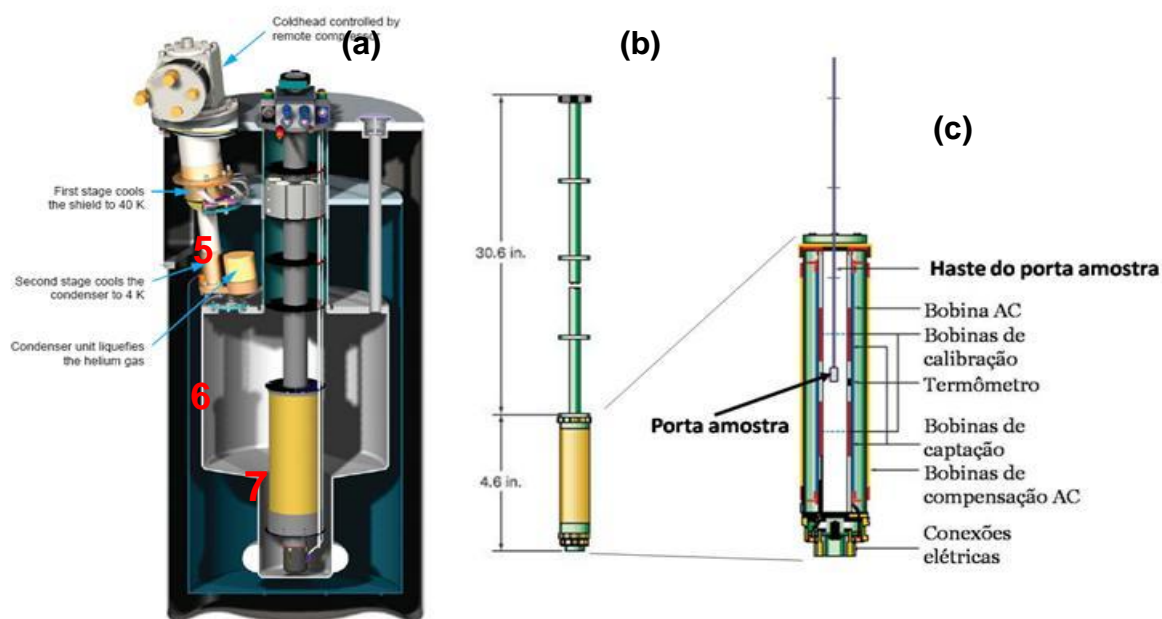 Coldhead controlled by
remote compressor
(a)
First stage cools
the shield to 40 K
5
Second stage cools the
condenser to 4 K
Condenser unit liquefies
the helium gas
6
7
(b)
30.6 in.
4.6 in.
(c)
Haste do porta amostra
Bobina AC
Bobinas de
calibração
Termômetro
Porta amostra
Bobinas de
captação
Bobinas de
compensação AC
Conexões
elétricas